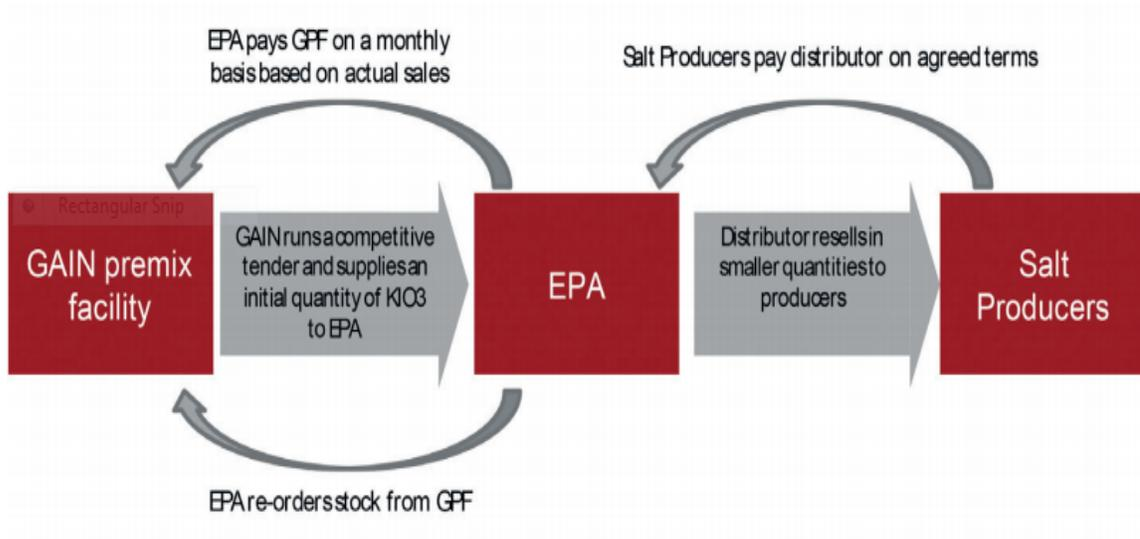 EPA pays GPF on a monthly
basis based on actual sales
Salt Producers pay distributor on agreed terms
Rectangular Snip
GAIN premix
facility
GAIN runs a competitive
tender and supplies an
initial quantity of KIO3
to EPA
EPA
Distributor resells in
smaller quantities to
producers
Salt
Producers
EPA re-orders stock from GPF